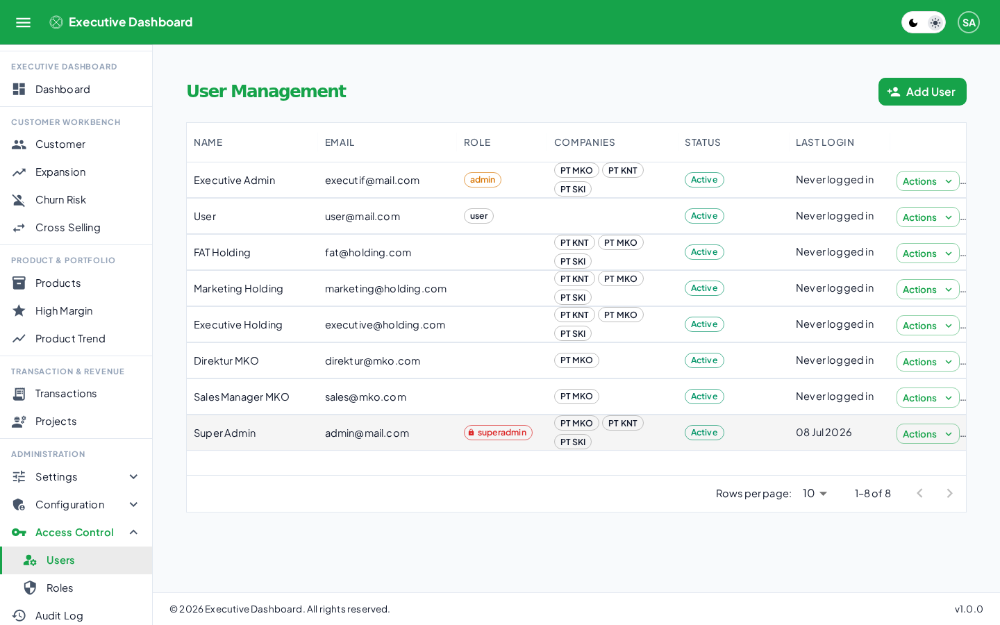 Executive Dashboard
SA
EXECUTIVE DASHBOARD
Dashboard
CUSTOMER WORKBENCH
Customer
Expansion
Churn Risk
Cross Selling
PRODUCT & PORTFOLIO
Products
High Margin
Product Trend
TRANSACTION & REVENUE
Transactions
Projects
ADMINISTRATION
Settings
Configuration
Access Control
Users
Roles
Audit Log
User Management
Add User
NAME EMAIL ROLE COMPANIES STATUS LAST LOGIN
Executive Admin executif@mail.com admin PT MKO PT KNT PT SKI Active Never logged in Actions ...
User user@mail.com user Active Never logged in Actions ...
FAT Holding fat@holding.com PT KNT PT MKO PT SKI Active Never logged in Actions ...
Marketing Holding marketing@holding.com PT KNT PT MKO PT SKI Active Never logged in Actions ...
Executive Holding executive@holding.com PT KNT PT MKO PT SKI Active Never logged in Actions ...
Direktur MKO direktur@mko.com PT MKO Active Never logged in Actions ...
Sales Manager MKO sales@mko.com PT MKO Active Never logged in Actions ...
Super Admin admin@mail.com superadmin PT MKO PT KNT PT SKI Active 08 Jul 2026 Actions ...
Rows per page: 10 1–8 of 8
© 2026 Executive Dashboard. All rights reserved.
v1.0.0